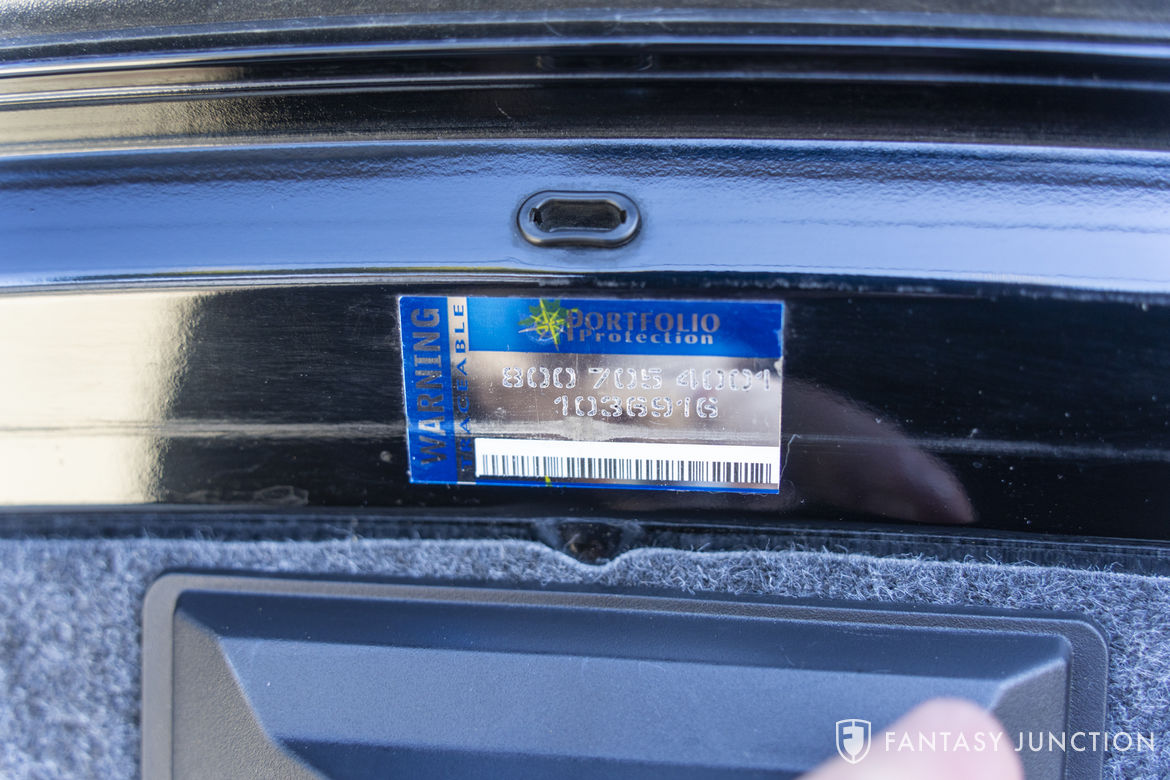 WARNING
TRACEABLE
PORTFOLIO
Protection
800 705 4001
1036916
FANTASY JUNCTION